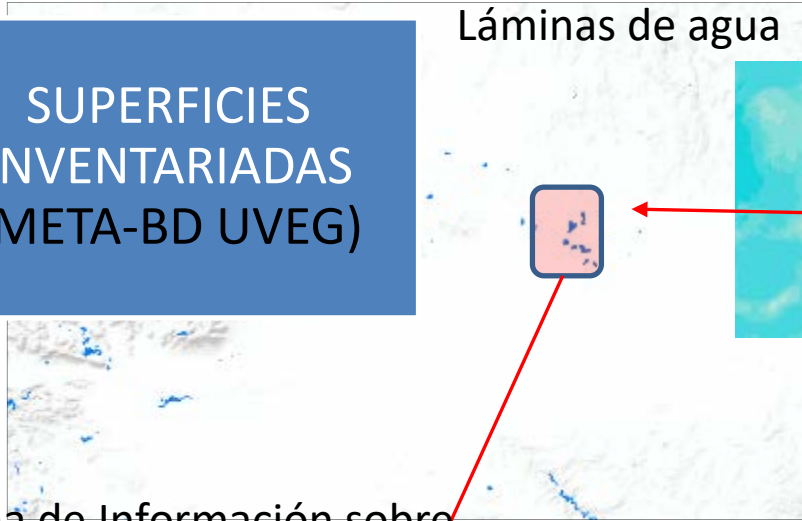 Láminas de agua
SUPERFICIES
NVENTARIADAS
META-BD UVEG)
a de Información sobre